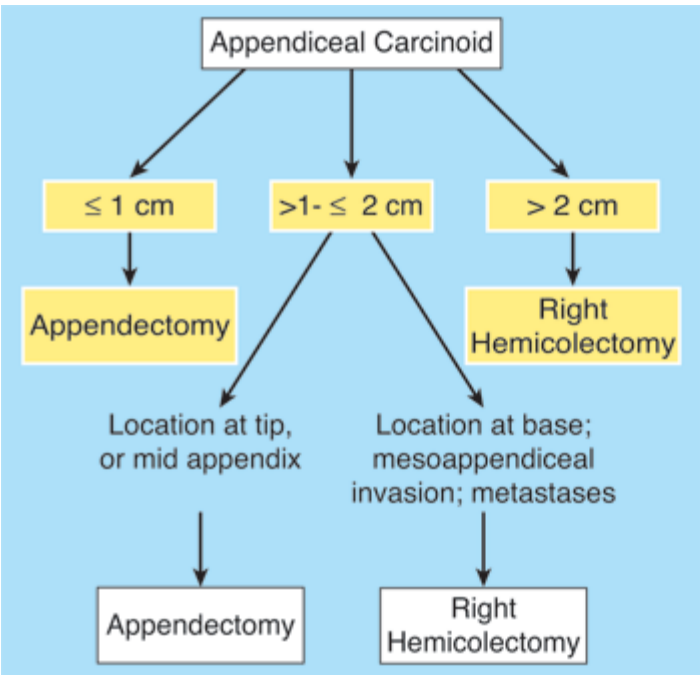 Appendiceal Carcinoid
≤ 1 cm
>1- ≤ 2 cm
> 2 cm
Appendectomy
Right
Hemicolectomy
Location at tip,
or mid appendix
Location at base;
mesoappendiceal
invasion; metastases
Appendectomy
Right
Hemicolectomy